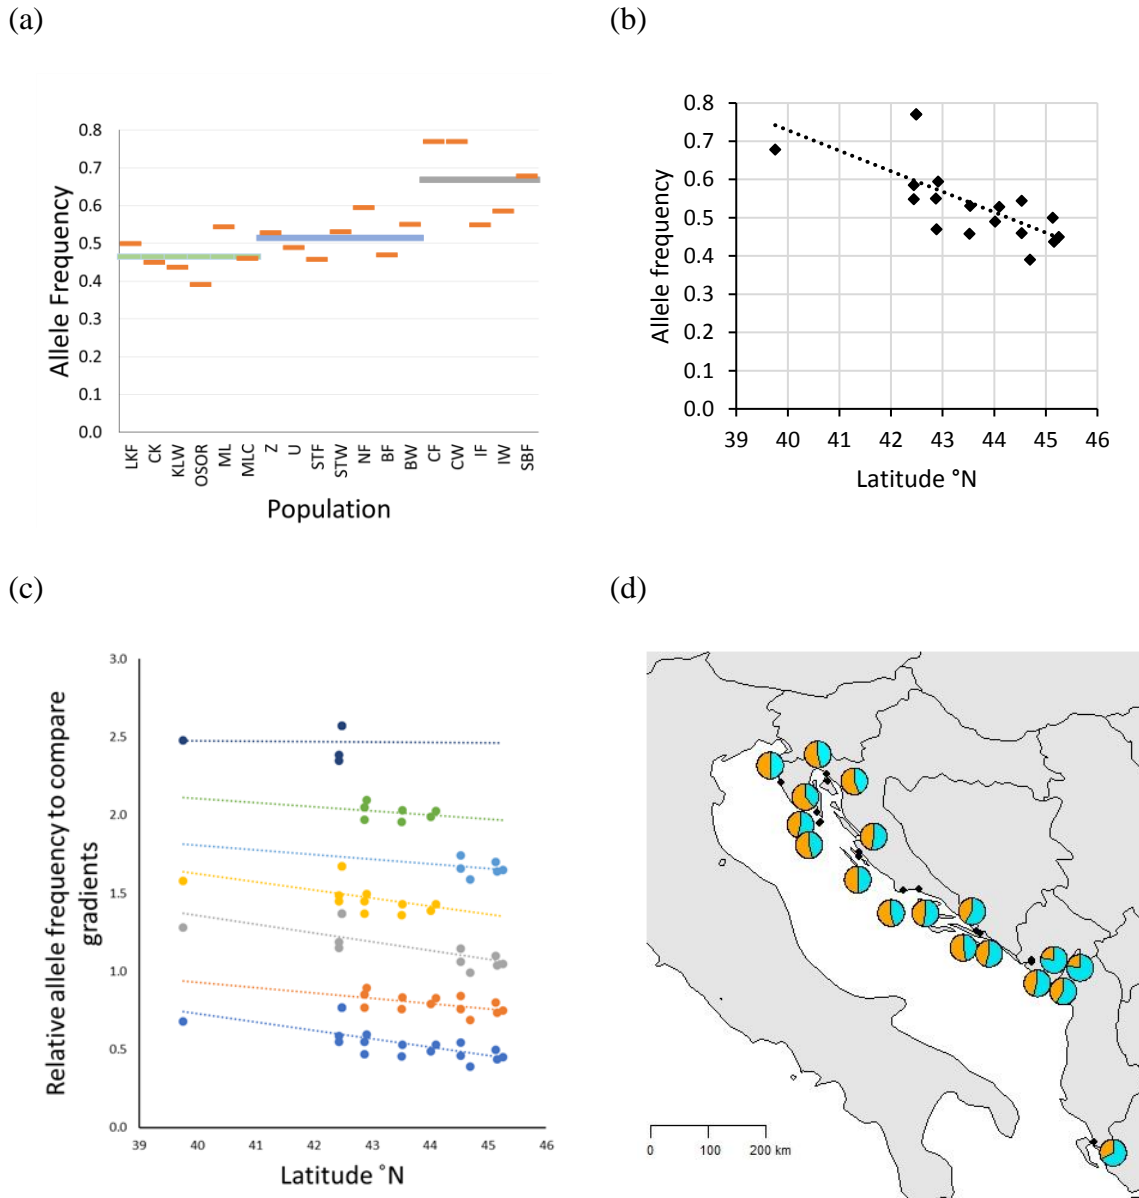 (a)
(b)
Allele Frequency
0.8
0.7
0.6
0.5
0.4
0.3
0.2
0.1
0.0
LKF CK KLW OSOR ML MLC Z U STF STW NF BF BW CF CW IF IW SBF
Population
Allele frequency
0.8
0.7
0.6
0.5
0.4
0.3
0.2
0.1
0.0
39 40 41 42 43 44 45 46
Latitude °N
(c)
(d)
Relative allele frequency to compare
gradients
3.0
2.5
2.0
1.5
1.0
0.5
0.0
39 40 41 42 43 44 45 46
Latitude °N
0 100 200 km